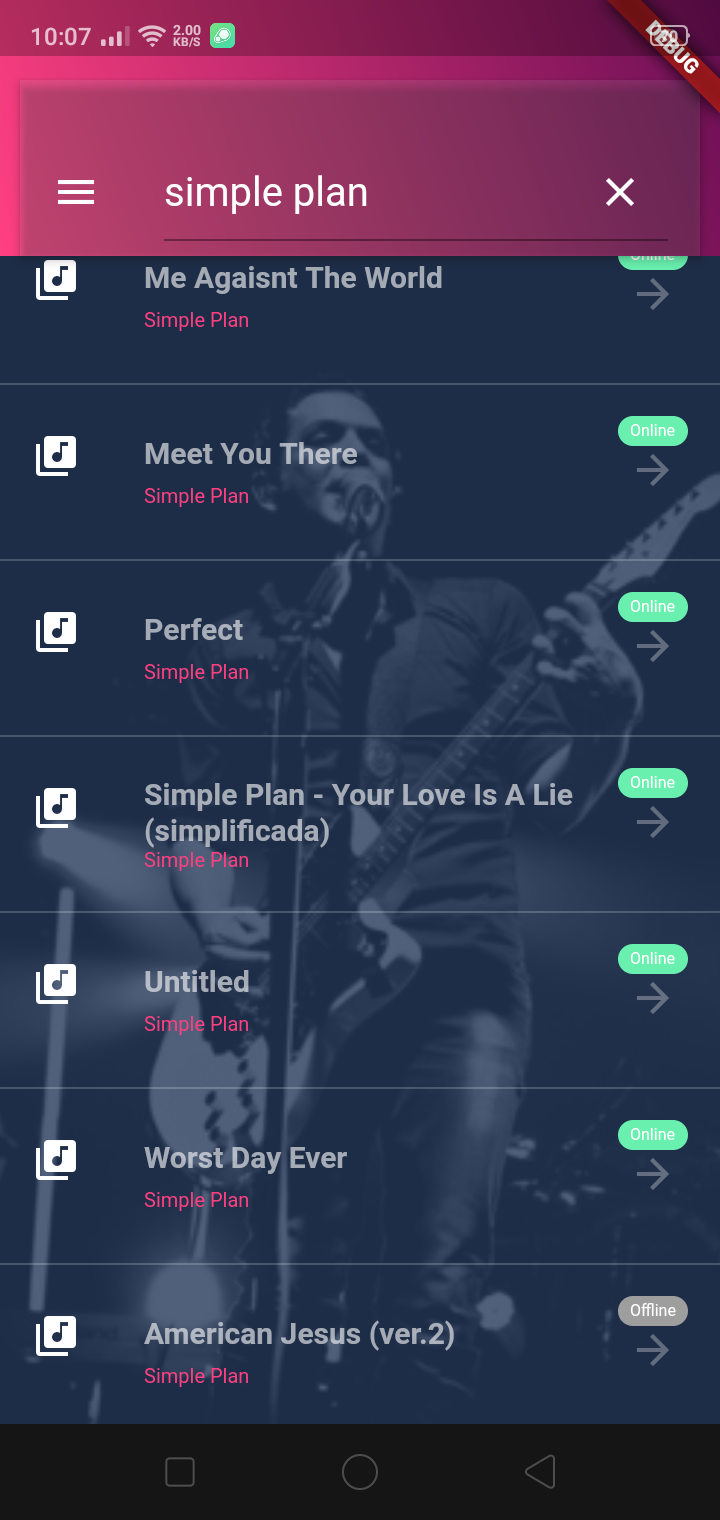 10:07
2.00
KB/S
DEBUG
simple plan
Online
Me Agaisnt The World
Simple Plan
Online
Meet You There
Simple Plan
Online
Perfect
Simple Plan
Online
Simple Plan - Your Love Is A Lie
(simplificada)
Simple Plan
Online
Untitled
Simple Plan
Online
Worst Day Ever
Simple Plan
Offline
American Jesus (ver.2)
Simple Plan